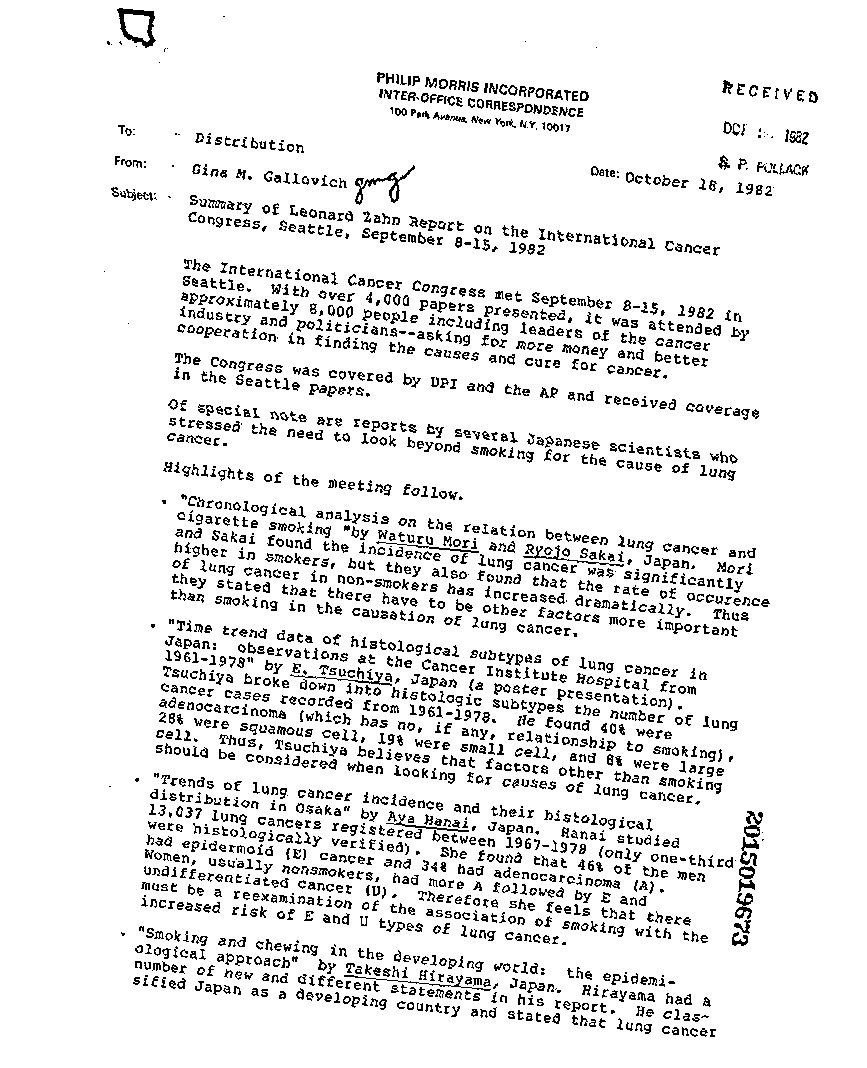 PHILIP MORRIS INCORPORATED
INTER-OFFICE CORRESPONDENCE
100 Park Avenue, New York, N.Y. 10017
RECEIVED
1982
S. P. POLLACK
To: Distribution
From: Gina M. Gallovich gmg
Date: October 18, 1982
Subject: Summary of Leonard Zahn Report on the International Cancer
Congress, Seattle, September 8-15, 1982
The International Cancer Congress met September 8-15, 1982 in
Seattle. With over 4,000 papers presented, it was attended by
approximately 8,000 people including leaders of the cancer
industry and politicians--asking for more money and better
cooperation in finding the causes and cure for cancer.
The Congress was covered by UPI and the AP and received coverage
in the Seattle papers.
Of special note are reports by several Japanese scientists who
stressed the need to look beyond smoking for the cause of lung
cancer.
Highlights of the meeting follow.
• "Chronological analysis on the relation between lung cancer and
cigarette smoking "by Waturu Mori and Ryojo Sakai, Japan. Mori
and Sakai found the incidence of lung cancer was significantly
higher in smokers, but they also found that the rate of occurence
of lung cancer in non-smokers has increased dramatically. Thus
they stated that there have to be other factors more important
than smoking in the causation of lung cancer.
• "Time trend data of histological subtypes of lung cancer in
Japan: observations at the Cancer Institute Hospital from
1961-1978" by E. Tsuchiya, Japan (a poster presentation).
Tsuchiya broke down into histologic subtypes the number of lung
cancer cases recorded from 1961-1978. He found 40% were
adenocarcinoma (which has no, if any, relationship to smoking),
28% were squamous cell, 19% were small cell, and 8% were large
cell. Thus, Tsuchiya believes that factors other than smoking
should be considered when looking for causes of lung cancer.
• "Trends of lung cancer incidence and their histological
distribution in Osaka" by Aya Hanai, Japan. Hanai studied
13,037 lung cancers registered between 1967-1978 (only one-third
were histologically verified). She found that 46% of the men
had epidermoid (E) cancer and 34% had adenocarcinoma (A).
Women, usually nonsmokers, had more A followed by E and
undifferentiated cancer (U). Therefore she feels that there
must be a reexamination of the association of smoking with the
increased risk of E and U types of lung cancer.
• "Smoking and chewing in the developing world: the epidemi-
ological approach" by Takeshi Hirayama, Japan. Hirayama had a
number of new and different statements in his report. He clas-
sified Japan as a developing country and stated that lung cancer
2015019673